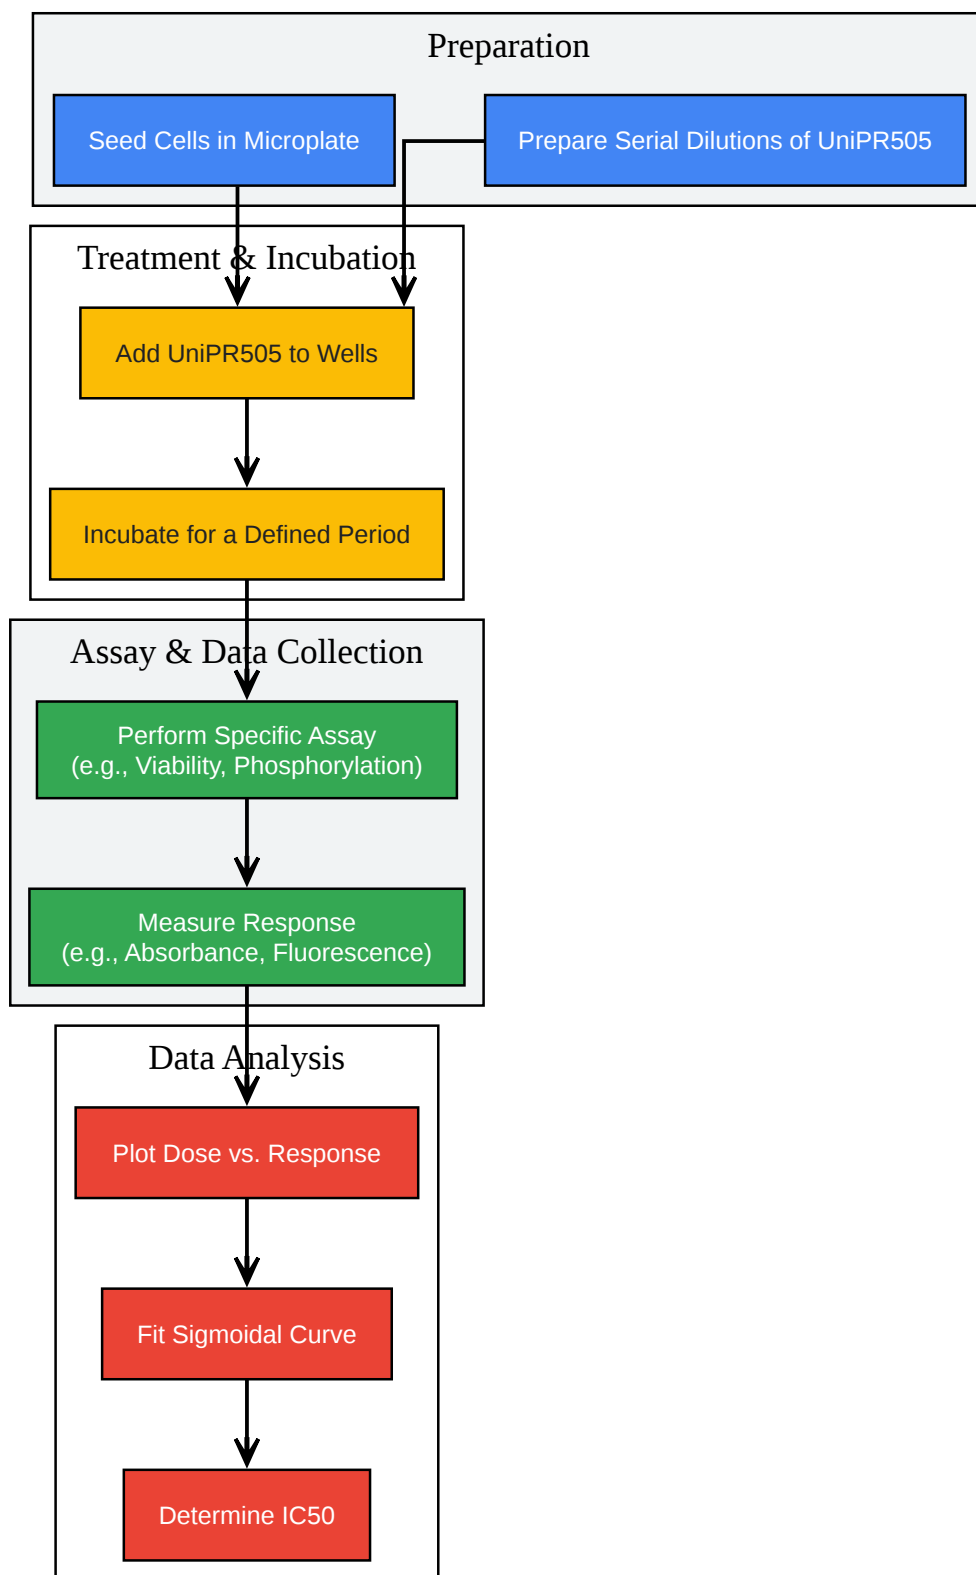 Preparation
Seed Cells in Microplate
Prepare Serial Dilutions of UniPR505
Treatment & Incubation
Add UniPR505 to Wells
Incubate for a Defined Period
Assay & Data Collection
Perform Specific Assay
(e.g., Viability, Phosphorylation)
Measure Response
(e.g., Absorbance, Fluorescence)
Data Analysis
Plot Dose vs. Response
Fit Sigmoidal Curve
Determine IC50